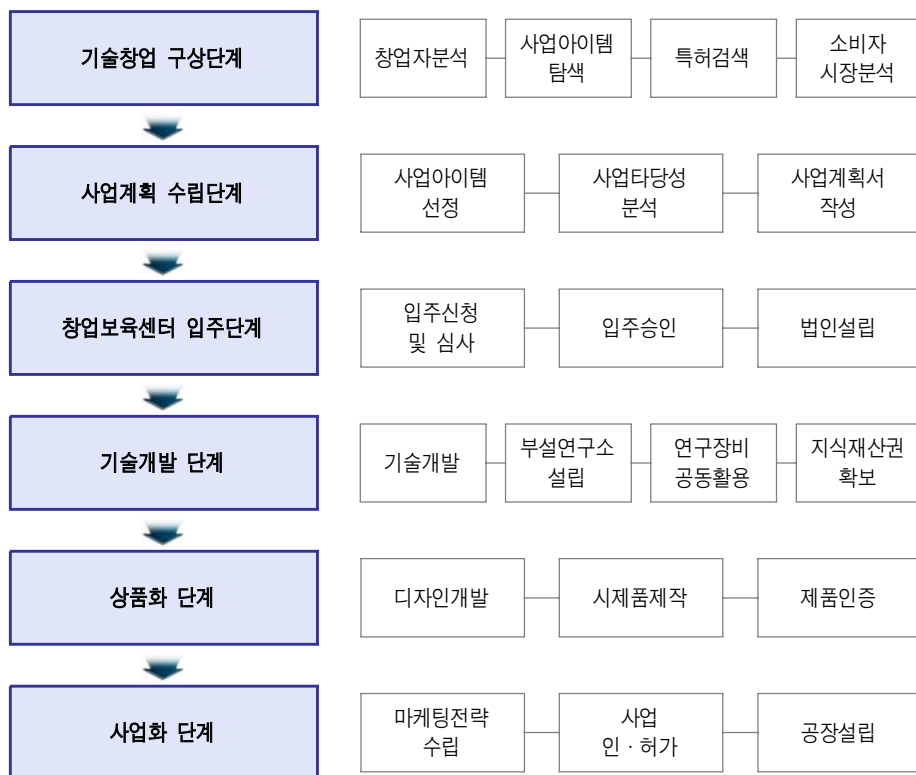 기술창업 구상단계
창업자분석
사업아이템
탐색
특허검색
소비자
시장분석
사업계획 수립단계
사업아이템
선정
사업타당성
분석
사업계획서
작성
창업보육센터 입주단계
입주신청
및 심사
입주승인
법인설립
기술개발 단계
기술개발
부설연구소
설립
연구장비
공동활용
지식재산권
확보
상품화 단계
디자인개발
시제품제작
제품인증
사업화 단계
마케팅전략
수립
사업
인 · 허가
공장설립